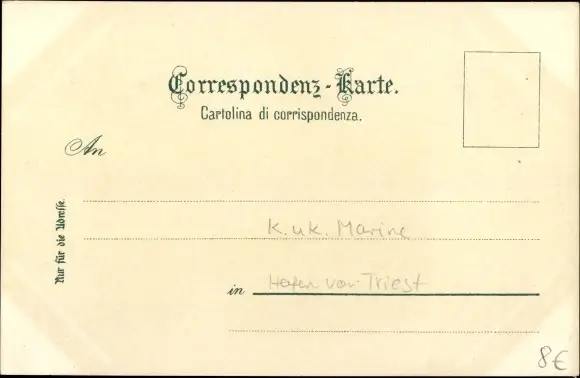 Correspondenz-Karte.
Cartolina di corrispondenza.
An
Nur für die Adresse.
K.u.K. Marine
in Hafen von Triest
8€